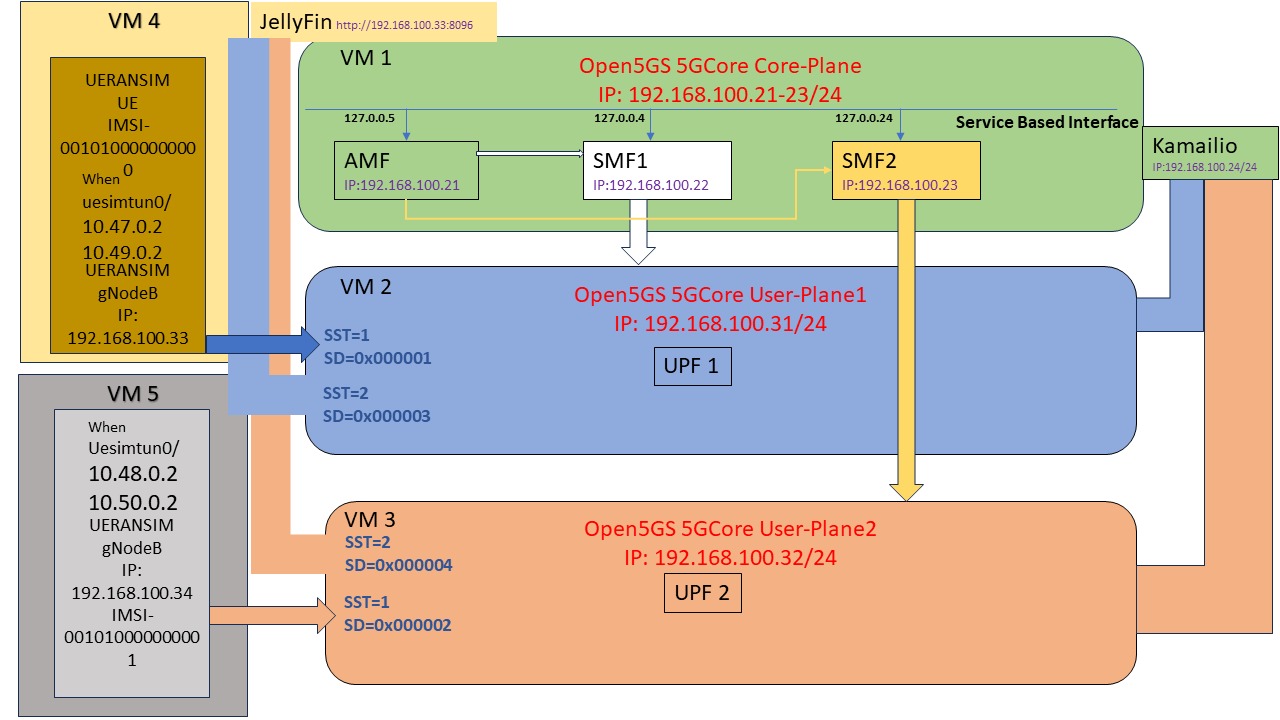 VM 4
UERANSIM
UE
IMSI-
00101000000000
0
When
uesimtun0/
10.47.0.2
10.49.0.2
UERANSIM
gNodeB
IP:
192.168.100.33
JellyFin http://192.168.100.33:8096
VM 1
Open5GS 5GCore Core-Plane
IP: 192.168.100.21-23/24
127.0.0.5
127.0.0.4
127.0.0.24
Service Based Interface
AMF
IP:192.168.100.21
SMF1
IP:192.168.100.22
SMF2
IP:192.168.100.23
Kamailio
IP:192.168.100.24/24
VM 2
Open5GS 5GCore User-Plane1
IP: 192.168.100.31/24
SST=1
SD=0x000001
UPF 1
SST=2
SD=0x000003
VM 5
When
Uesimtun0/
10.48.0.2
10.50.0.2
UERANSIM
gNodeB
IP:
192.168.100.34
IMSI-
00101000000000
1
VM 3
Open5GS 5GCore User-Plane2
IP: 192.168.100.32/24
SST=2
SD=0x000004
UPF 2
SST=1
SD=0x000002